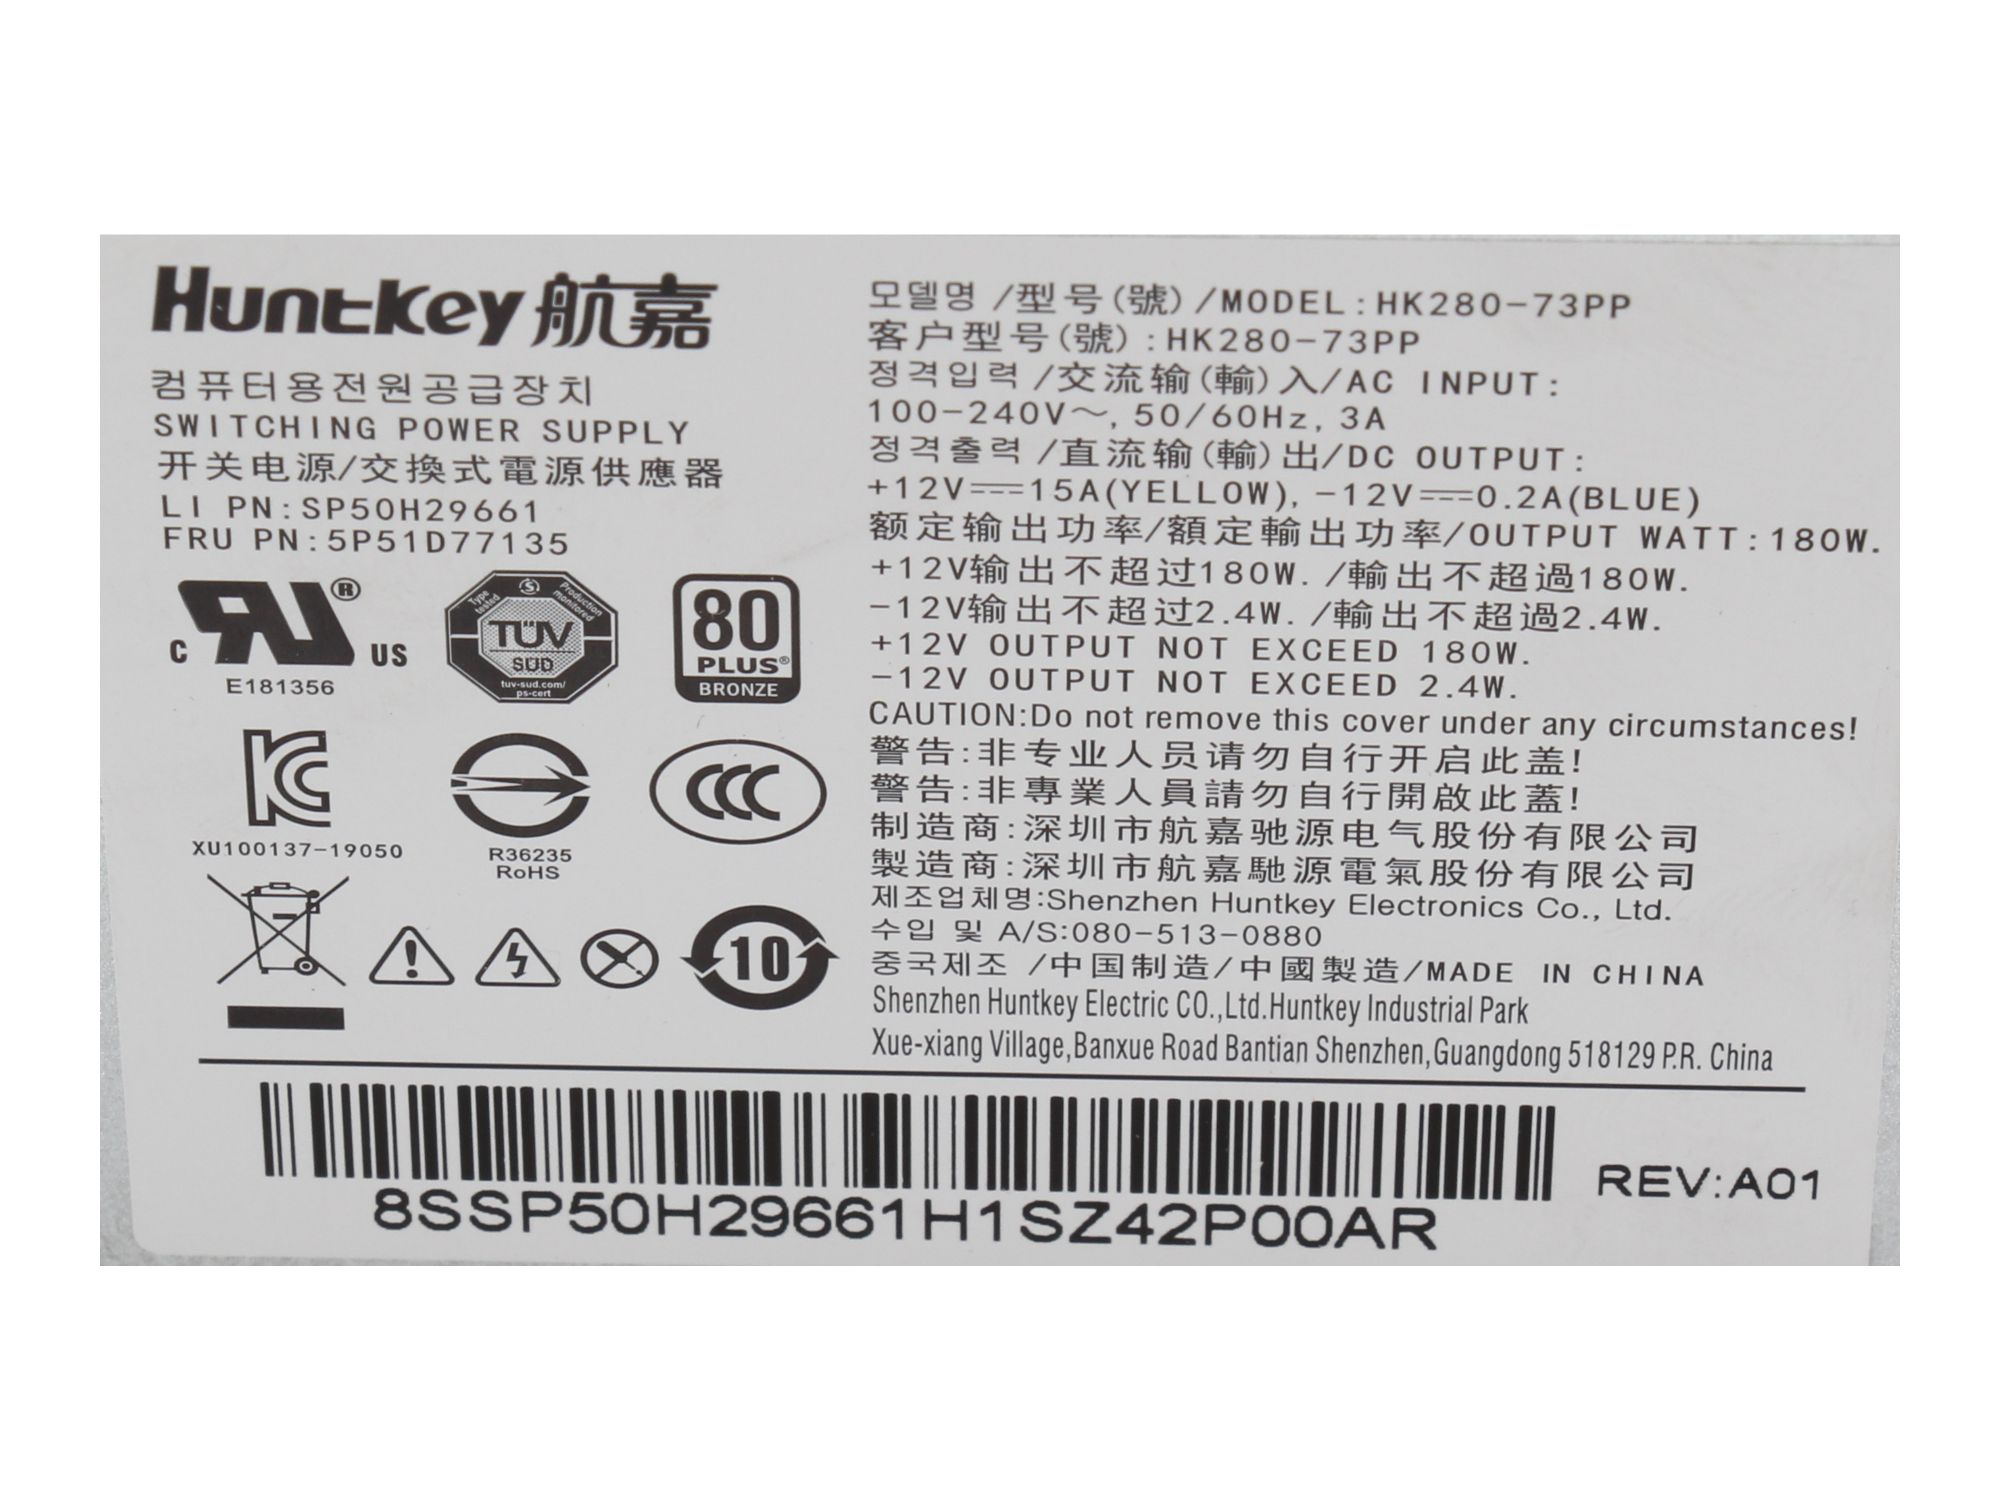 Huntkey 航嘉
컴퓨터용전원공급장치
SWITCHING POWER SUPPLY
开关电源/交換式電源供應器
LI PN:SP50H29661
FRU PN:5P51D77135
C RU ® US
E181356
Type tested
Production monitored
TÜV
SÜD
tuv-sud.com/
ps-cert
80
PLUS®
BRONZE
KC
XU100137-19050
R36235
RoHS
CCC
10
모델명 /型号(號)/MODEL:HK280-73PP
客户型号(號):HK280-73PP
정격입력 /交流输(輸)入/AC INPUT:
100-240V～, 50/60Hz, 3A
정격출력 /直流输(輸)出/DC OUTPUT:
+12V⎓15A(YELLOW), -12V⎓0.2A(BLUE)
额定输出功率/額定輸出功率/OUTPUT WATT:180W.
+12V输出不超过180W. /輸出不超過180W.
-12V输出不超过2.4W. /輸出不超過2.4W.
+12V OUTPUT NOT EXCEED 180W.
-12V OUTPUT NOT EXCEED 2.4W.
CAUTION:Do not remove this cover under any circumstances!
警告:非专业人员请勿自行开启此盖!
警告:非專業人員請勿自行開啟此蓋!
制造商:深圳市航嘉驰源电气股份有限公司
製造商:深圳市航嘉馳源電氣股份有限公司
제조업체명:Shenzhen Huntkey Electronics Co., Ltd.
수입 및 A/S:080-513-0880
중국제조 /中国制造/中國製造/MADE IN CHINA
Shenzhen Huntkey Electric CO.,Ltd.Huntkey Industrial Park
Xue-xiang Village,Banxue Road Bantian Shenzhen,Guangdong 518129 P.R. China
8SSP50H29661H1SZ42P00AR
REV:A01